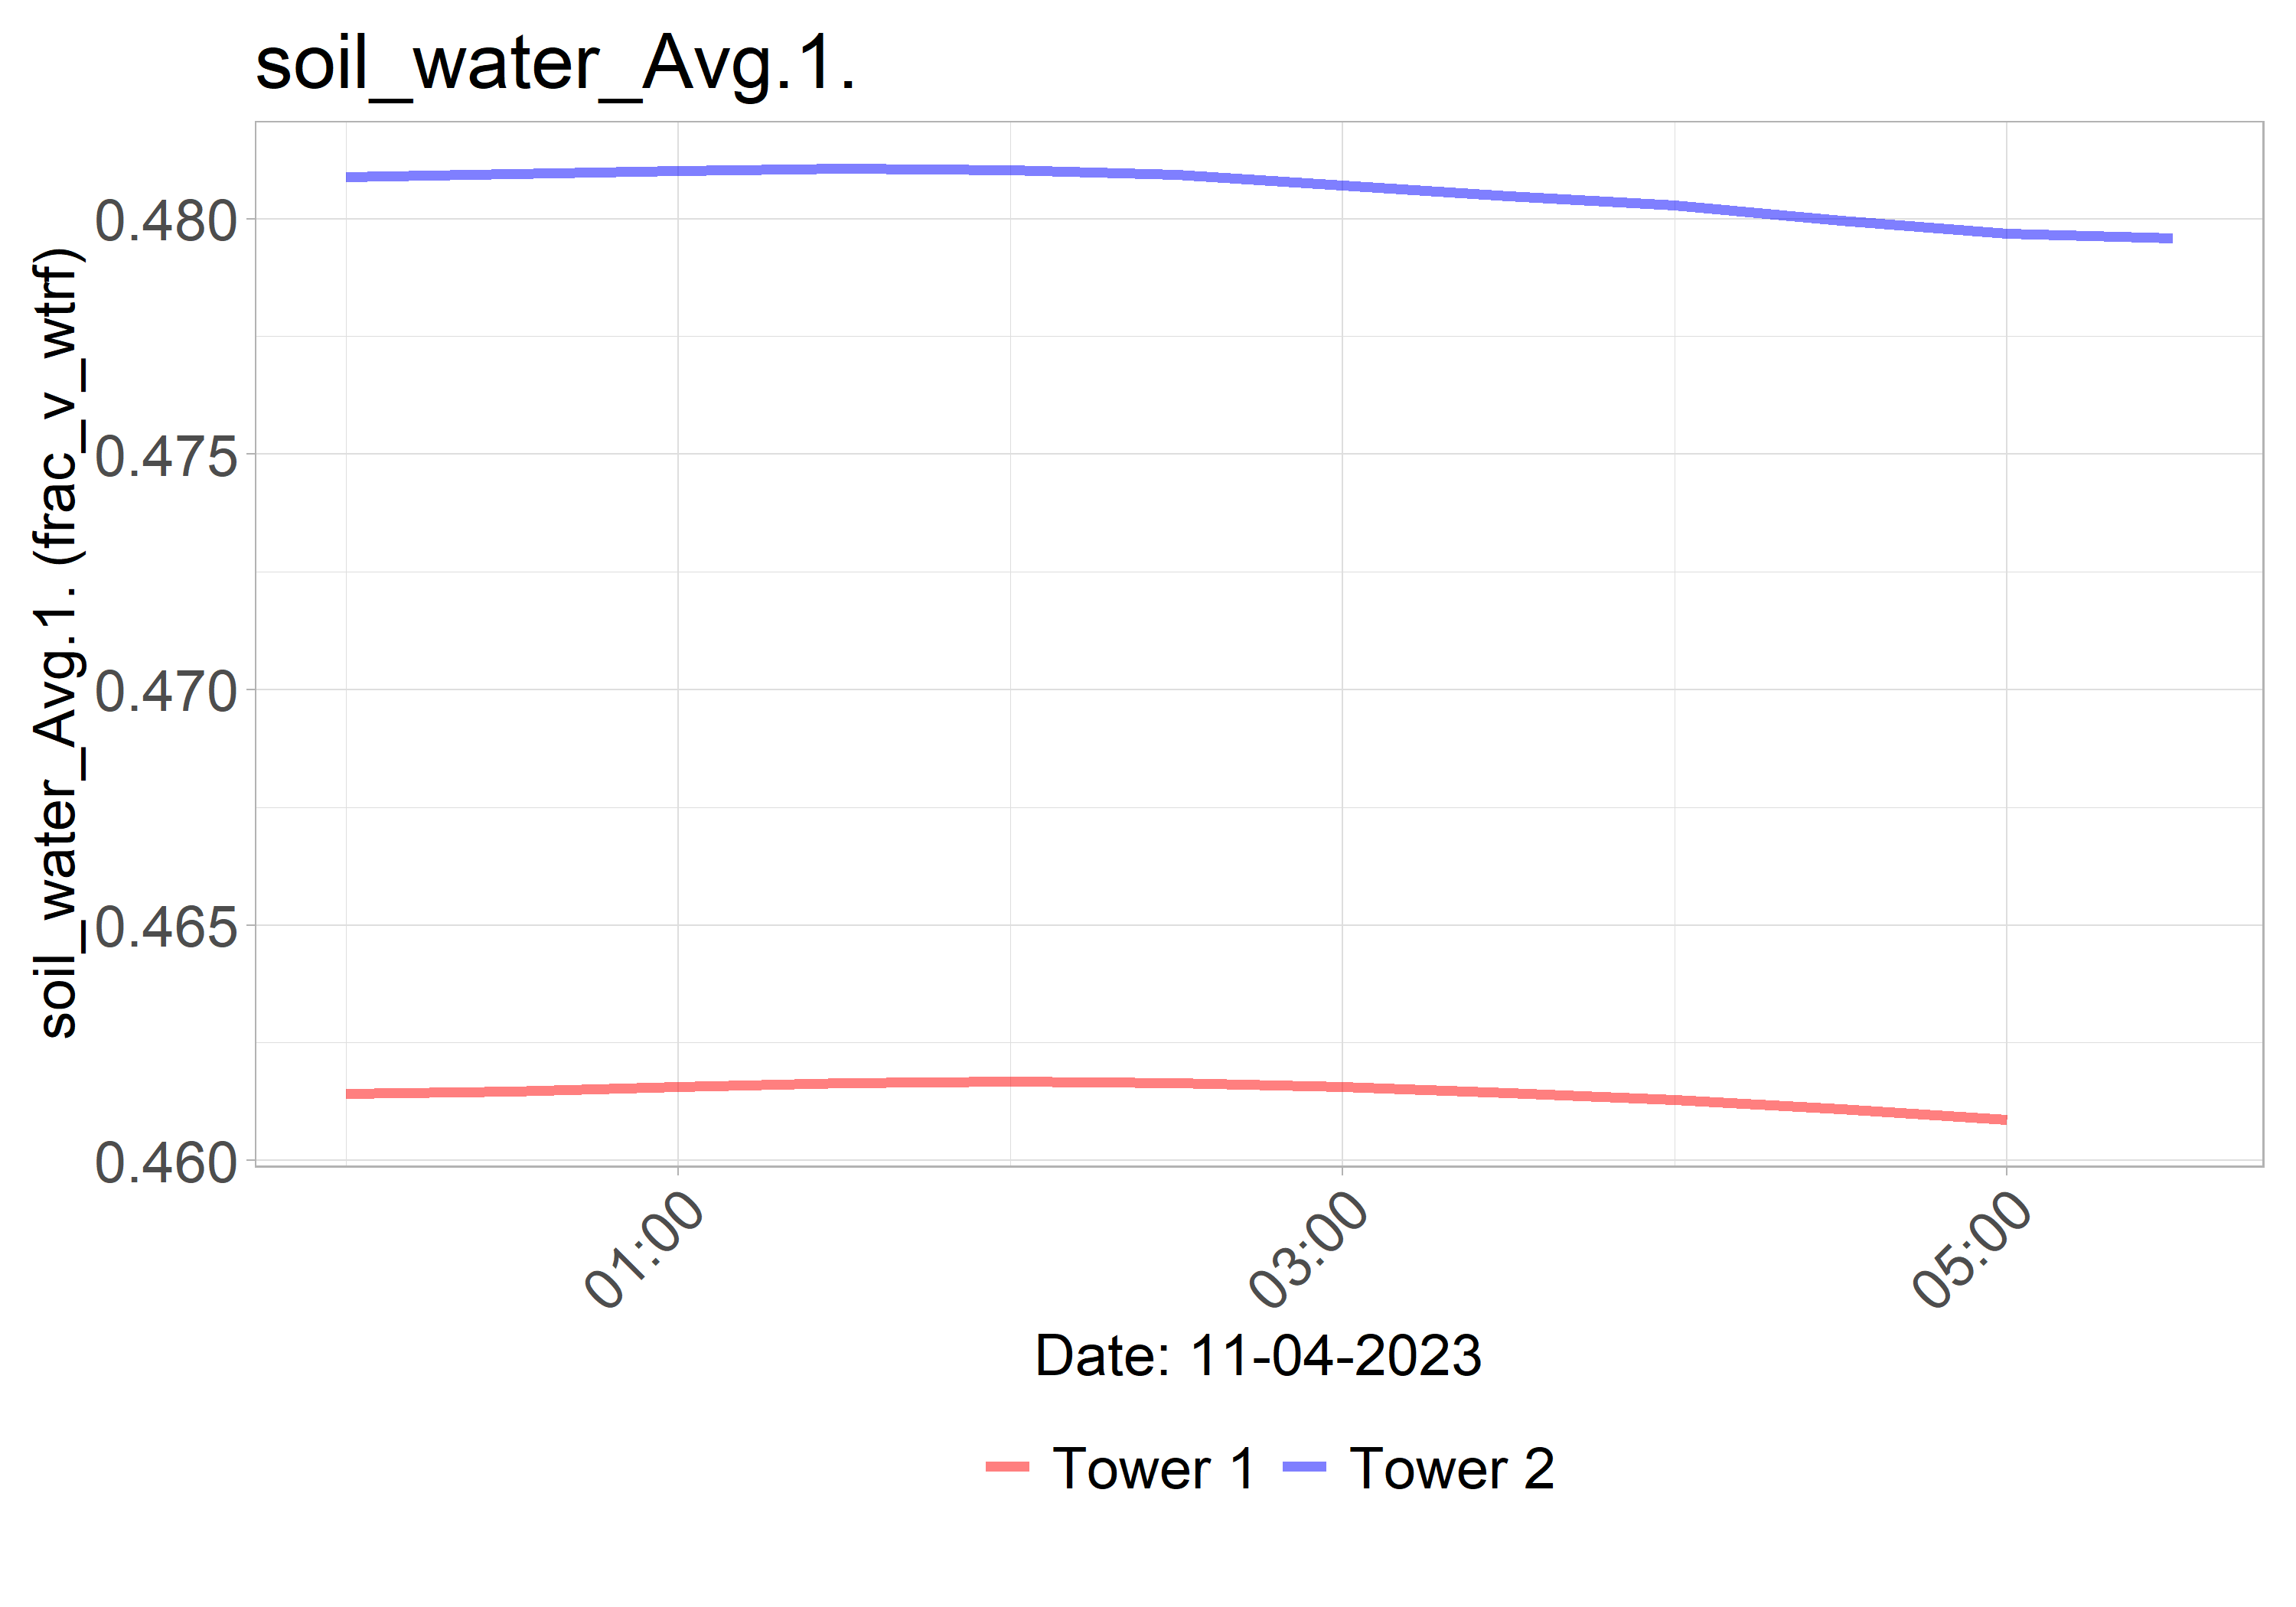 soil_water_Avg.1.
soil_water_Avg.1. (frac_v_wtrf)
0.480
0.475
0.470
0.465
0.460
01:00
03:00
05:00
Date: 11-04-2023
Tower 1
Tower 2